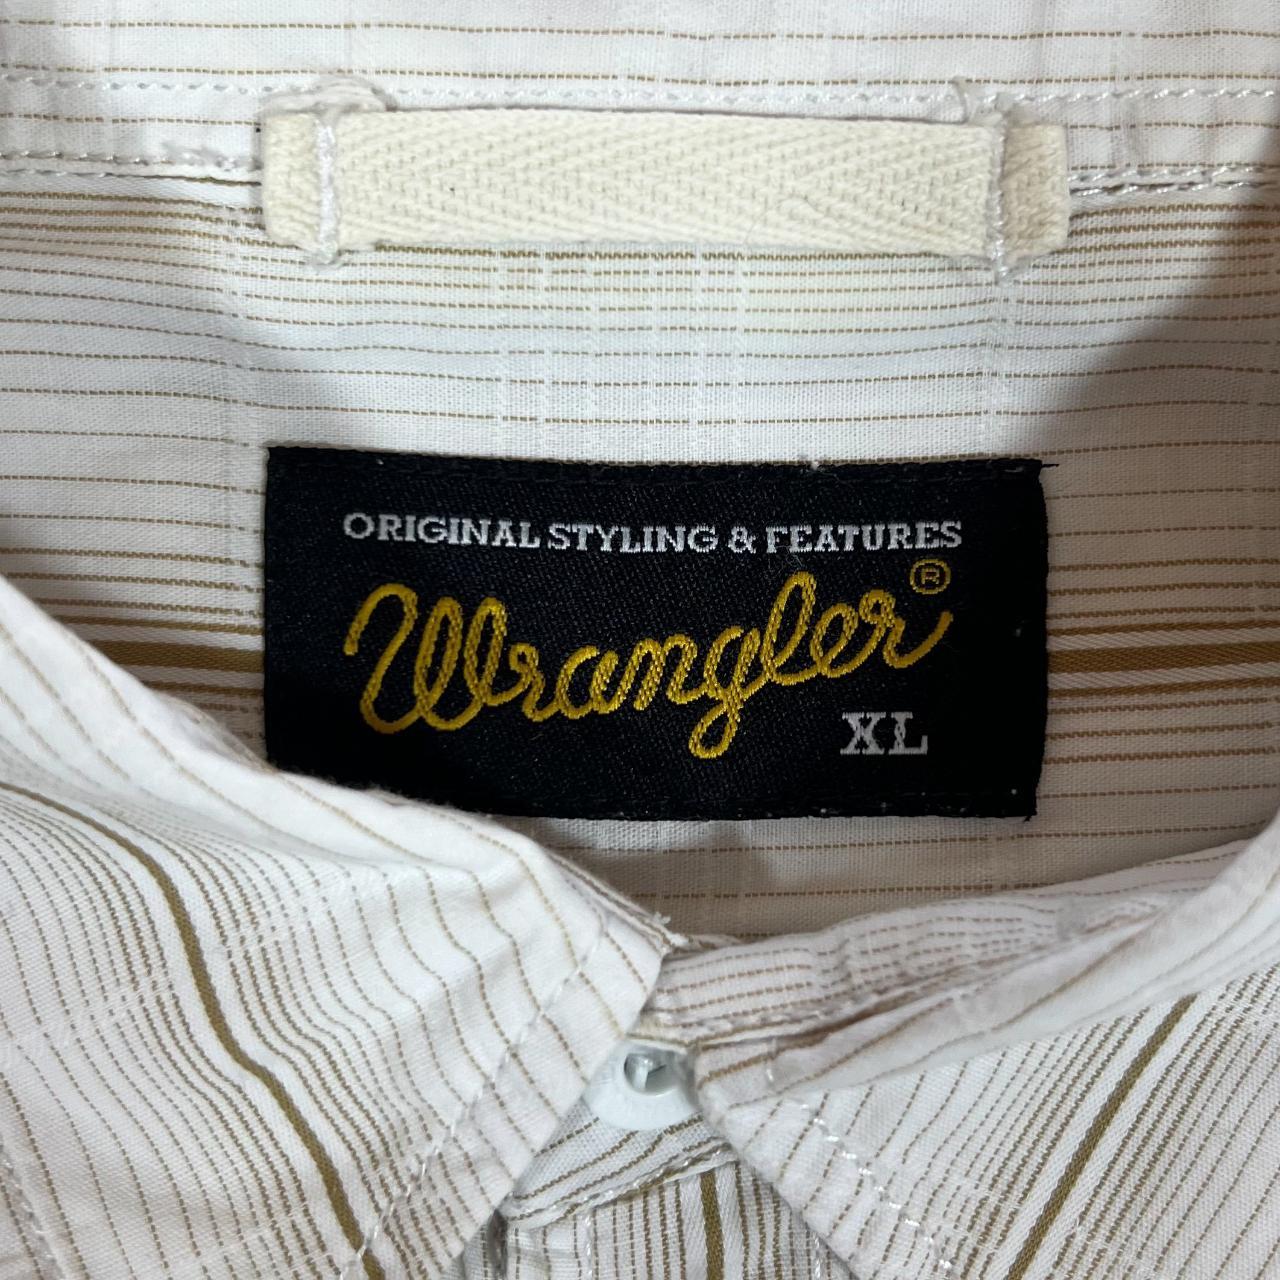 ORIGINAL STYLING & FEATURES
Wrangler®
XL